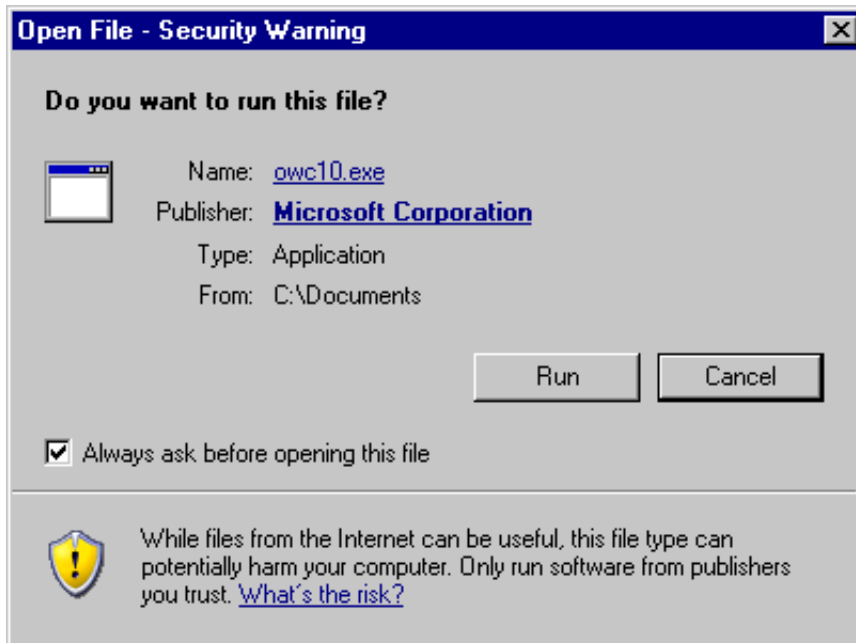 Open File - Security Warning
Do you want to run this file?
Name: owc10.exe
Publisher: Microsoft Corporation
Type: Application
From: C:\Documents
Run Cancel
Always ask before opening this file
While files from the Internet can be useful, this file type can
potentially harm your computer. Only run software from publishers
you trust. What's the risk?